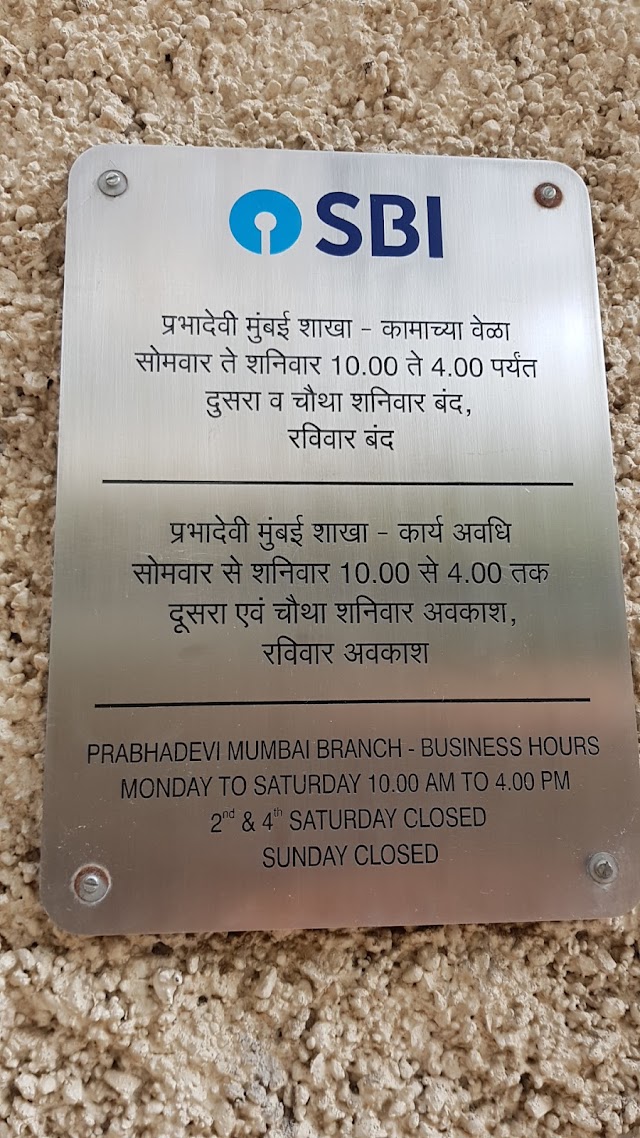 SBI
प्रभादेवी मुंबई शाखा - कामाच्या वेळा
सोमवार ते शनिवार 10.00 ते 4.00 पर्यंत
दुसरा व चौथा शनिवार बंद,
रविवार बंद
प्रभादेवी मुंबई शाखा - कार्य अवधि
सोमवार से शनिवार 10.00 से 4.00 तक
दूसरा एवं चौथा शनिवार अवकाश,
रविवार अवकाश
PRABHADEVI MUMBAI BRANCH - BUSINESS HOURS
MONDAY TO SATURDAY 10.00 AM TO 4.00 PM
2nd & 4th SATURDAY CLOSED
SUNDAY CLOSED